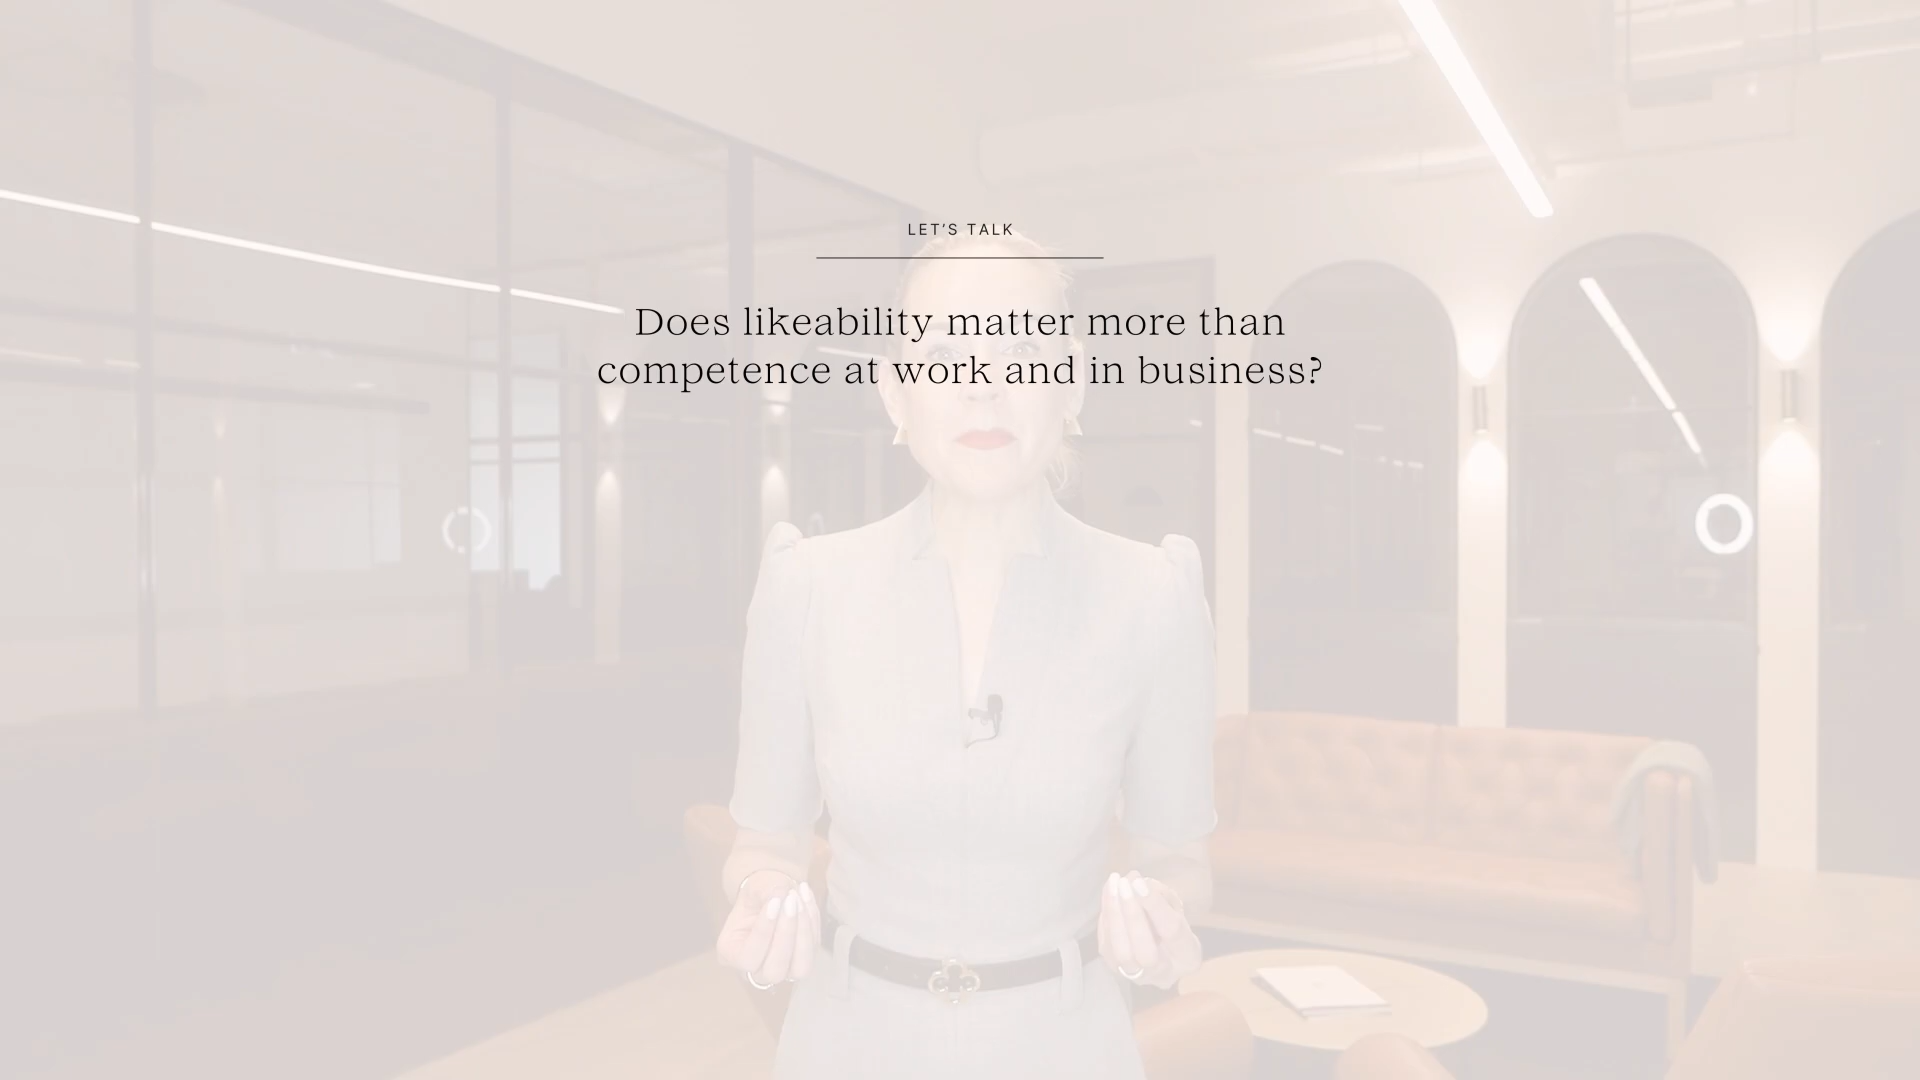 LET’S TALK
Does likeability matter more than
competence at work and in business?